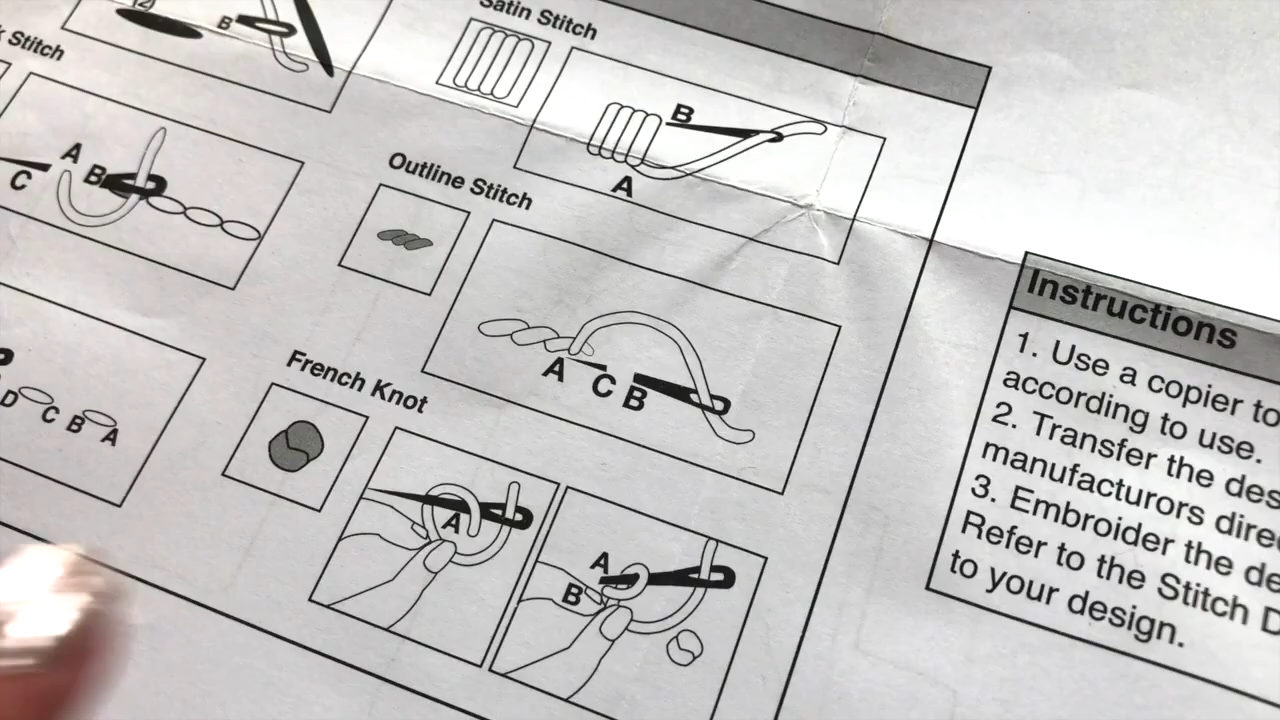 Satin Stitch
B
A
B
k Stitch
A
B
C
Outline Stitch
A C B
French Knot
D C B A
A
A
B
Instructions
1. Use a copier to
according to use.
2. Transfer the des
manufacturors direc
3. Embroider the de
Refer to the Stitch D
to your design.